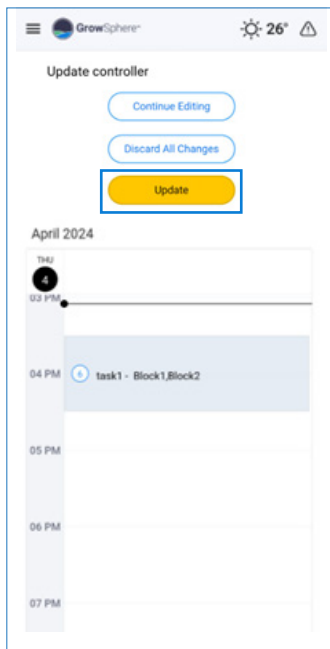 GrowSphere™ 26°
Update controller
Continue Editing
Discard All Changes
Update
April 2024
THU
4
03 PM
04 PM 6 task1 - Block1,Block2
05 PM
06 PM
07 PM